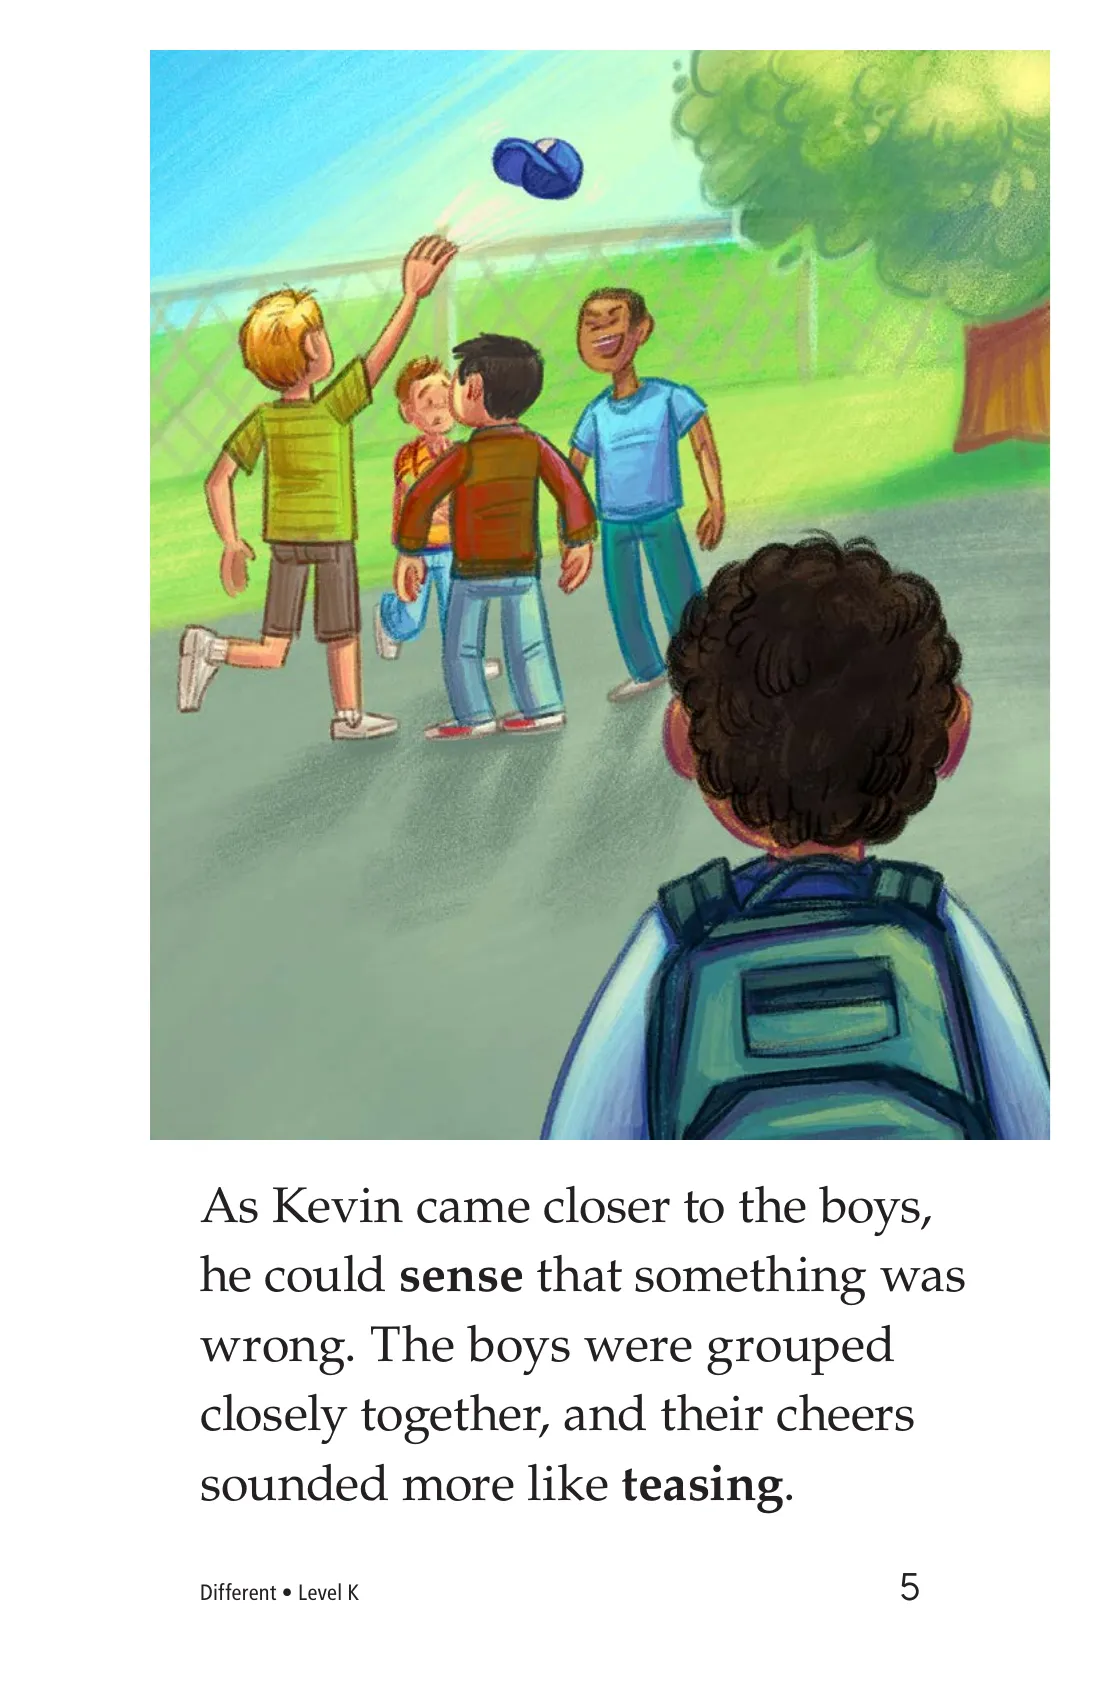 As Kevin came closer to the boys,
he could sense that something was
wrong. The boys were grouped
closely together, and their cheers
sounded more like teasing.
Different • Level K
5